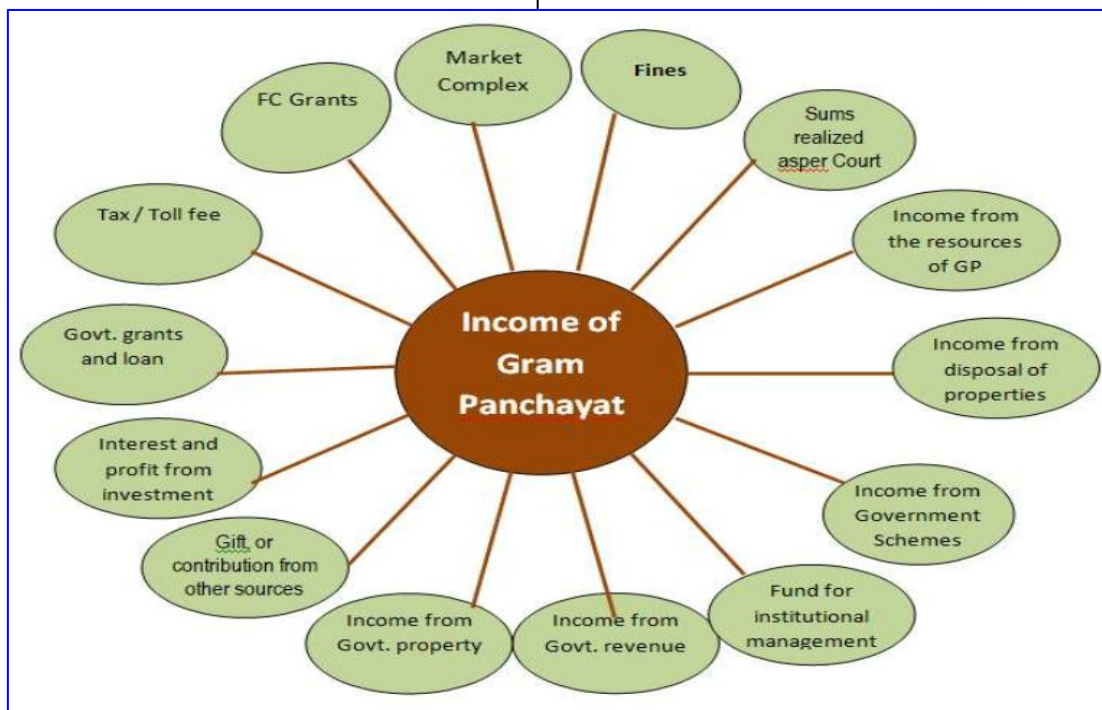 Market
Complex
Fines
FC Grants
Sums
realized
asper Court
Tax / Toll fee
Income from
the resources
of GP
Income of
Gram
Panchayat
Govt. grants
and loan
Income from
disposal of
properties
Interest and
profit from
investment
Income from
Government
Schemes
Gift, or
contribution from
other sources
Fund for
institutional
management
Income from
Govt. property
Income from
Govt. revenue